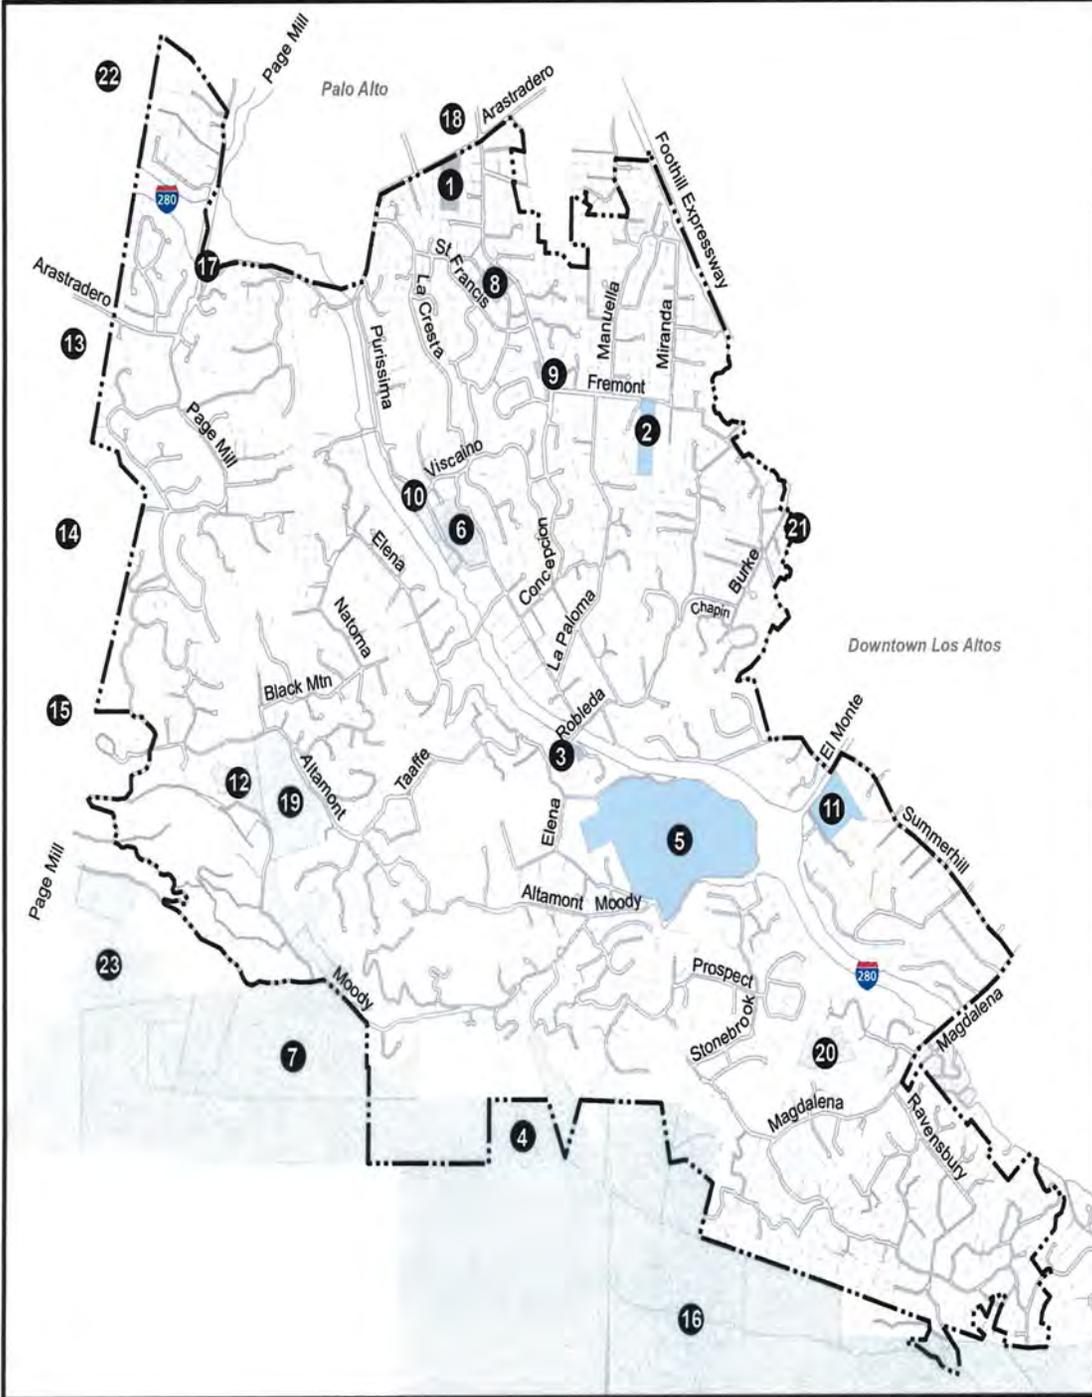 22
Page Mill
Palo Alto
18
Arastradero
1
Foothill Expressway
280
17
St. Francis
8
Arastradero
La Cresta
Manuella
Miranda
13
Purissima
9
Fremont
2
Page Mill
Viscaino
10
6
14
Elena
Concepcion
21
Burke
Natoma
La Paloma
Chapin
Downtown Los Altos
Black Mtn
15
Robleda
El Monte
3
Taaffe
12
19
Altamont
11
Elena
5
Summerhill
Page Mill
Altamont
Moody
23
Prospect
280
Moody
Stonebrook
Magdalena
7
20
Magdalena
Ravensbury
4
16